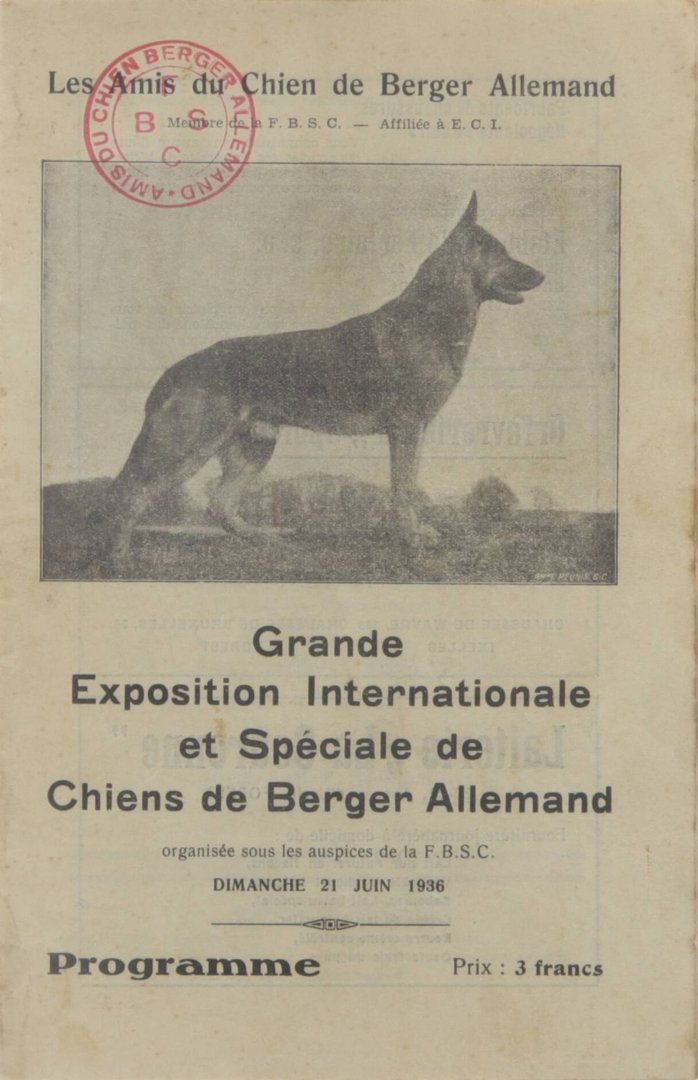 Les Amis du Chien de Berger Allemand
Membre de la F. B. S. C. — Affiliée à E. C. I.
AMIS DU CHIEN BERGER ALLEMAND *
F
B S
C
Grande
Exposition Internationale
et Spéciale de
Chiens de Berger Allemand
organisée sous les auspices de la F.B.S.C.
DIMANCHE 21 JUIN 1936
Programme Prix : 3 francs